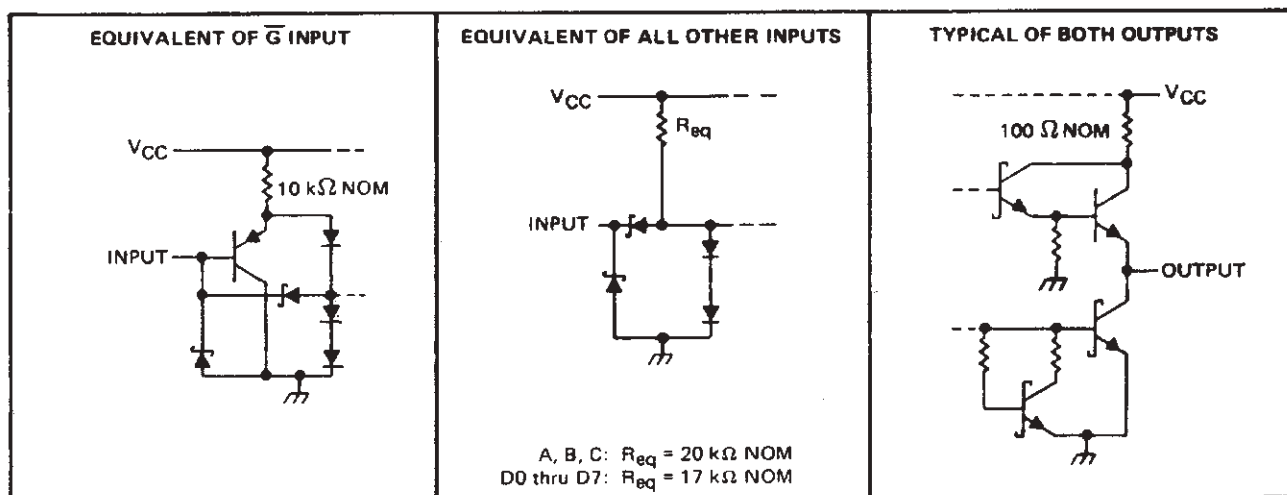 EQUIVALENT OF G̅ INPUT
VCC
10 kΩ NOM
INPUT
EQUIVALENT OF ALL OTHER INPUTS
VCC
Req
INPUT
A, B, C: Req = 20 kΩ NOM
D0 thru D7: Req = 17 kΩ NOM
TYPICAL OF BOTH OUTPUTS
VCC
100 Ω NOM
OUTPUT